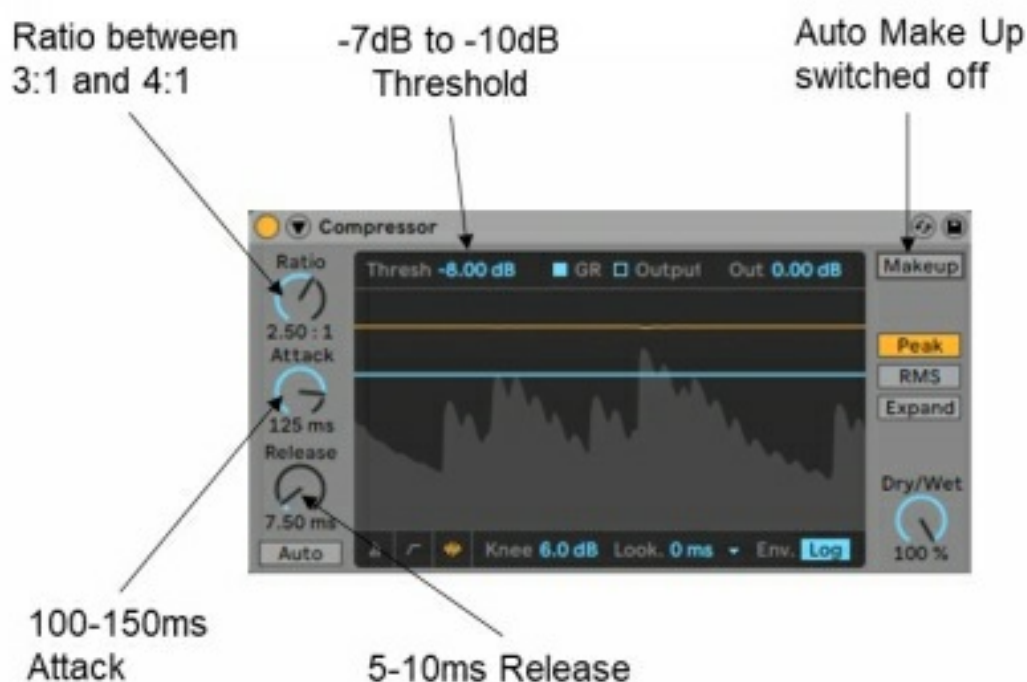 Ratio between
3:1 and 4:1
-7dB to -10dB
Threshold
Auto Make Up
switched off
Compressor
Ratio
2.50 : 1
Attack
125 ms
Release
7.50 ms
Auto
Thresh -8.00 dB GR Output Out 0.00 dB
Knee 6.0 dB Look. 0 ms Env. Log
Makeup
Peak
RMS
Expand
Dry/Wet
100 %
100-150ms
Attack
5-10ms Release